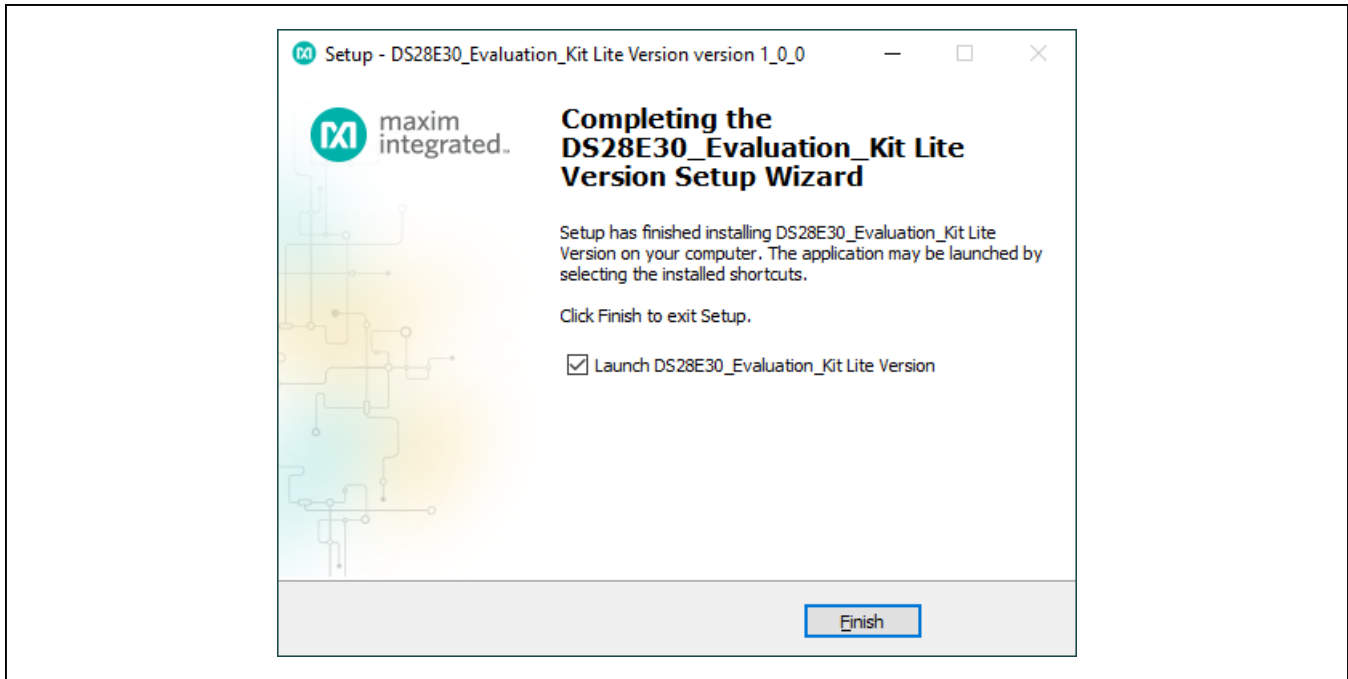 Setup - DS28E30_Evaluation_Kit Lite Version version 1_0_0
maxim
integrated™
Completing the
DS28E30_Evaluation_Kit Lite
Version Setup Wizard
Setup has finished installing DS28E30_Evaluation_Kit Lite
Version on your computer. The application may be launched by
selecting the installed shortcuts.
Click Finish to exit Setup.
Launch DS28E30_Evaluation_Kit Lite Version
Finish